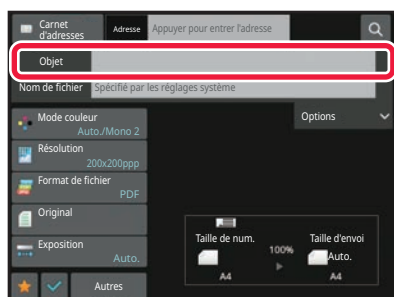 Carnet
d'adresses
Adresse
Appuyer pour entrer l'adresse
Objet
Nom de fichier
Spécifié par les réglages système
Mode couleur
Auto./Mono 2
Options
Résolution
200x200ppp
Format de fichier
PDF
Original
Exposition
Auto.
Taille de num.
100%
Taille d'envoi
Auto.
A4
A4
Autres